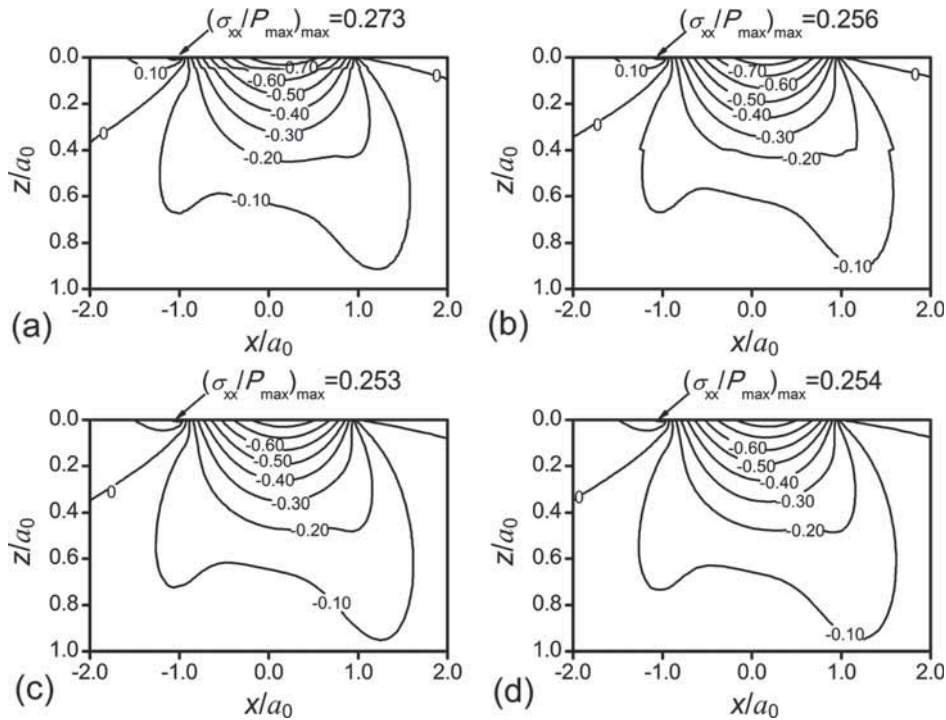 (σxx/Pmax)max=0.273
0.0
0.2
0.4
0.6
0.8
1.0
z/a0
-2.0 -1.0 0.0 1.0 2.0
x/a0
(a)
0.10
0
0
-0.70
-0.60
-0.50
-0.40
-0.30
-0.20
-0.10
(σxx/Pmax)max=0.256
0.0
0.2
0.4
0.6
0.8
1.0
z/a0
-2.0 -1.0 0.0 1.0 2.0
x/a0
(b)
0.10
0
0
-0.70
-0.60
-0.50
-0.40
-0.30
-0.20
-0.10
(σxx/Pmax)max=0.253
0.0
0.2
0.4
0.6
0.8
1.0
z/a0
-2.0 -1.0 0.0 1.0 2.0
x/a0
(c)
0
-0.60
-0.50
-0.40
-0.30
-0.20
-0.10
(σxx/Pmax)max=0.254
0.0
0.2
0.4
0.6
0.8
1.0
z/a0
-2.0 -1.0 0.0 1.0 2.0
x/a0
(d)
0
-0.60
-0.50
-0.40
-0.30
-0.20
-0.10